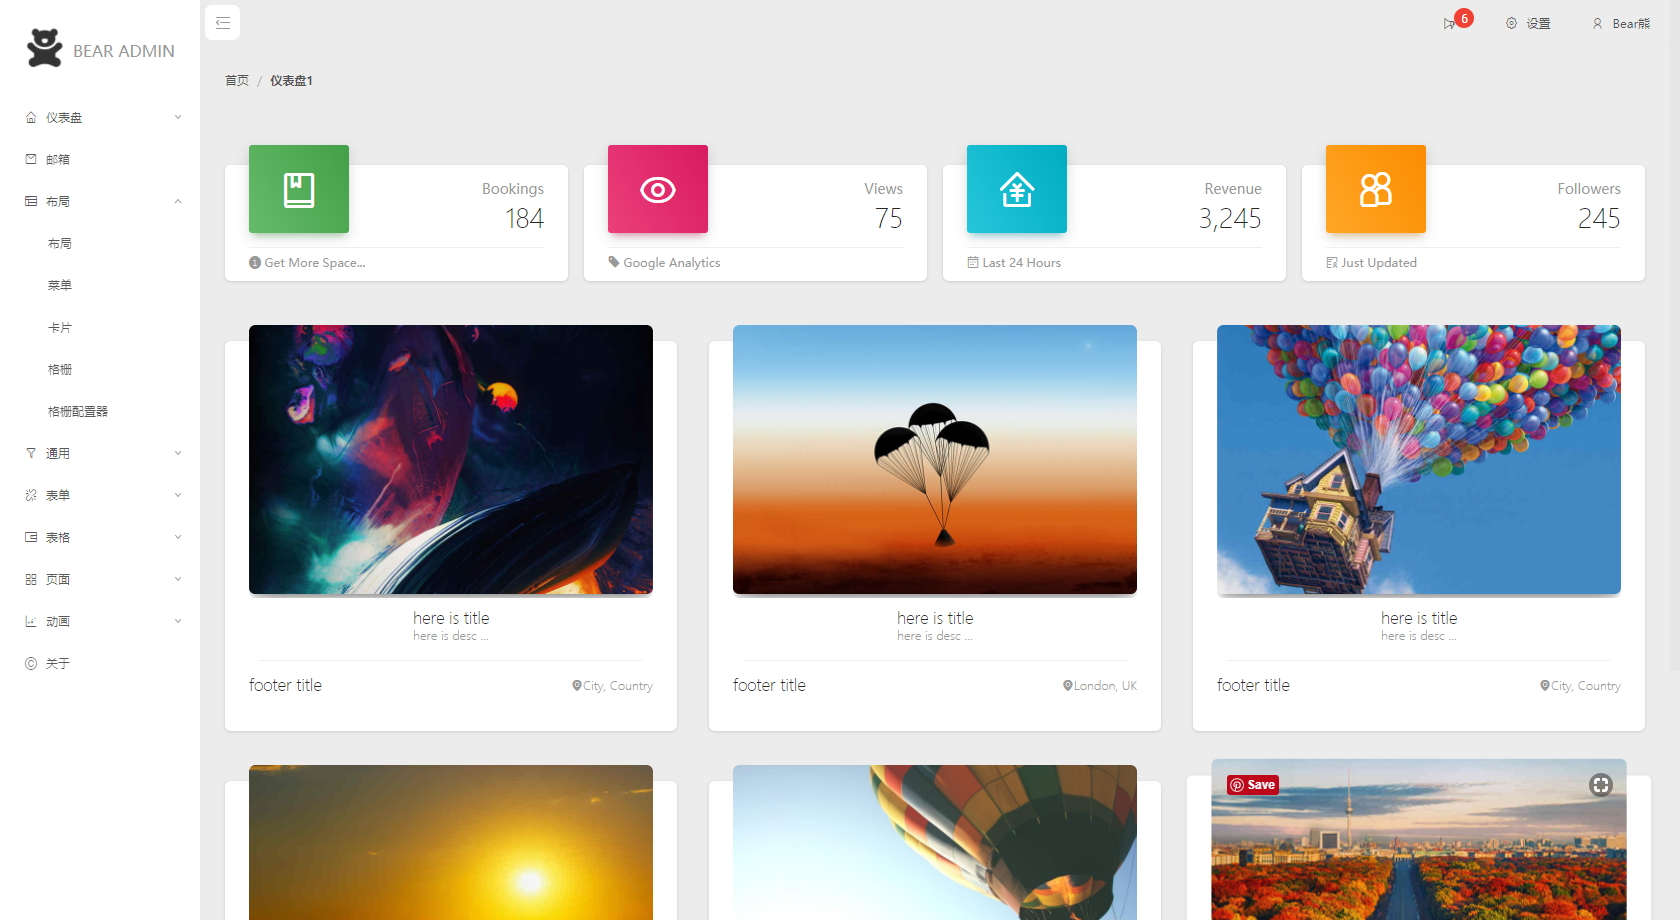 BEAR ADMIN
仪表盘
邮箱
布局
布局
菜单
卡片
格栅
格栅配置器
通用
表单
表格
页面
动画
关于
6
设置
Bear熊
首页 / 仪表盘1
Bookings
184
1 Get More Space...
Views
75
Google Analytics
Revenue
3,245
Last 24 Hours
Followers
245
Just Updated
here is title
here is desc ...
footer title
City, Country
here is title
here is desc ...
footer title
London, UK
here is title
here is desc ...
footer title
City, Country
Save